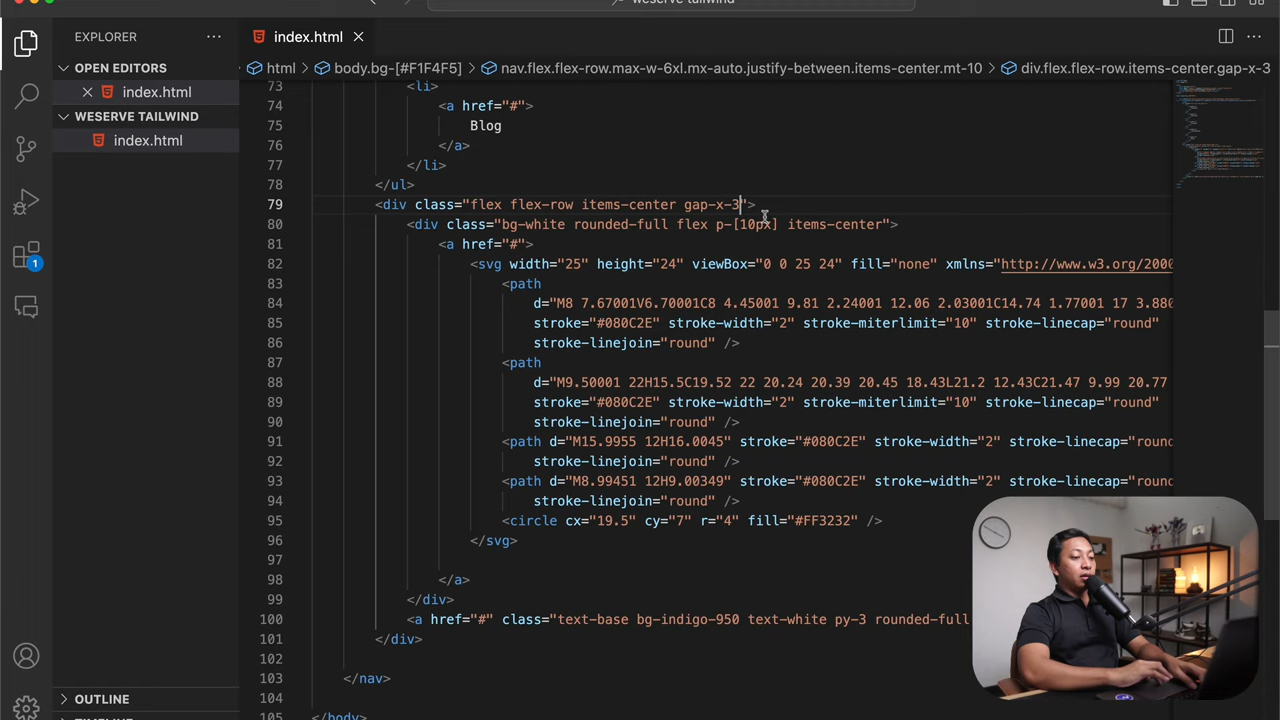 weserve tailwind
EXPLORER
OPEN EDITORS
index.html
WESERVE TAILWIND
index.html
OUTLINE
1
index.html
html
body.bg-[#F1F4F5]
nav.flex.flex-row.max-w-6xl.mx-auto.justify-between.items-center.mt-10
div.flex.flex-row.items-center.gap-x-3
73 <li>
74 <a href="#">
75 Blog
76 </a>
77 </li>
78 </ul>
79 <div class="flex flex-row items-center gap-x-3">
80 <div class="bg-white rounded-full flex p-[10px] items-center">
81 <a href="#">
82 <svg width="25" height="24" viewBox="0 0 25 24" fill="none" xmlns="http://www.w3.org/2000
83 <path
84 d="M8 7.67001V6.70001C8 4.45001 9.81 2.24001 12.06 2.03001C14.74 1.77001 17 3.880
85 stroke="#080C2E" stroke-width="2" stroke-miterlimit="10" stroke-linecap="round"
86 stroke-linejoin="round" />
87 <path
88 d="M9.50001 22H15.5C19.52 22 20.24 20.39 20.45 18.43L21.2 12.43C21.47 9.99 20.77
89 stroke="#080C2E" stroke-width="2" stroke-miterlimit="10" stroke-linecap="round"
90 stroke-linejoin="round" />
91 <path d="M15.9955 12H16.0045" stroke="#080C2E" stroke-width="2" stroke-linecap="round
92 stroke-linejoin="round" />
93 <path d="M8.99451 12H9.00349" stroke="#080C2E" stroke-width="2" stroke-linecap="round
94 stroke-linejoin="round" />
95 <circle cx="19.5" cy="7" r="4" fill="#FF3232" />
96 </svg>
97
98 </a>
99 </div>
100 <a href="#" class="text-base bg-indigo-950 text-white py-3 rounded-full
101 </div>
102
103 </nav>
104
105 </body>